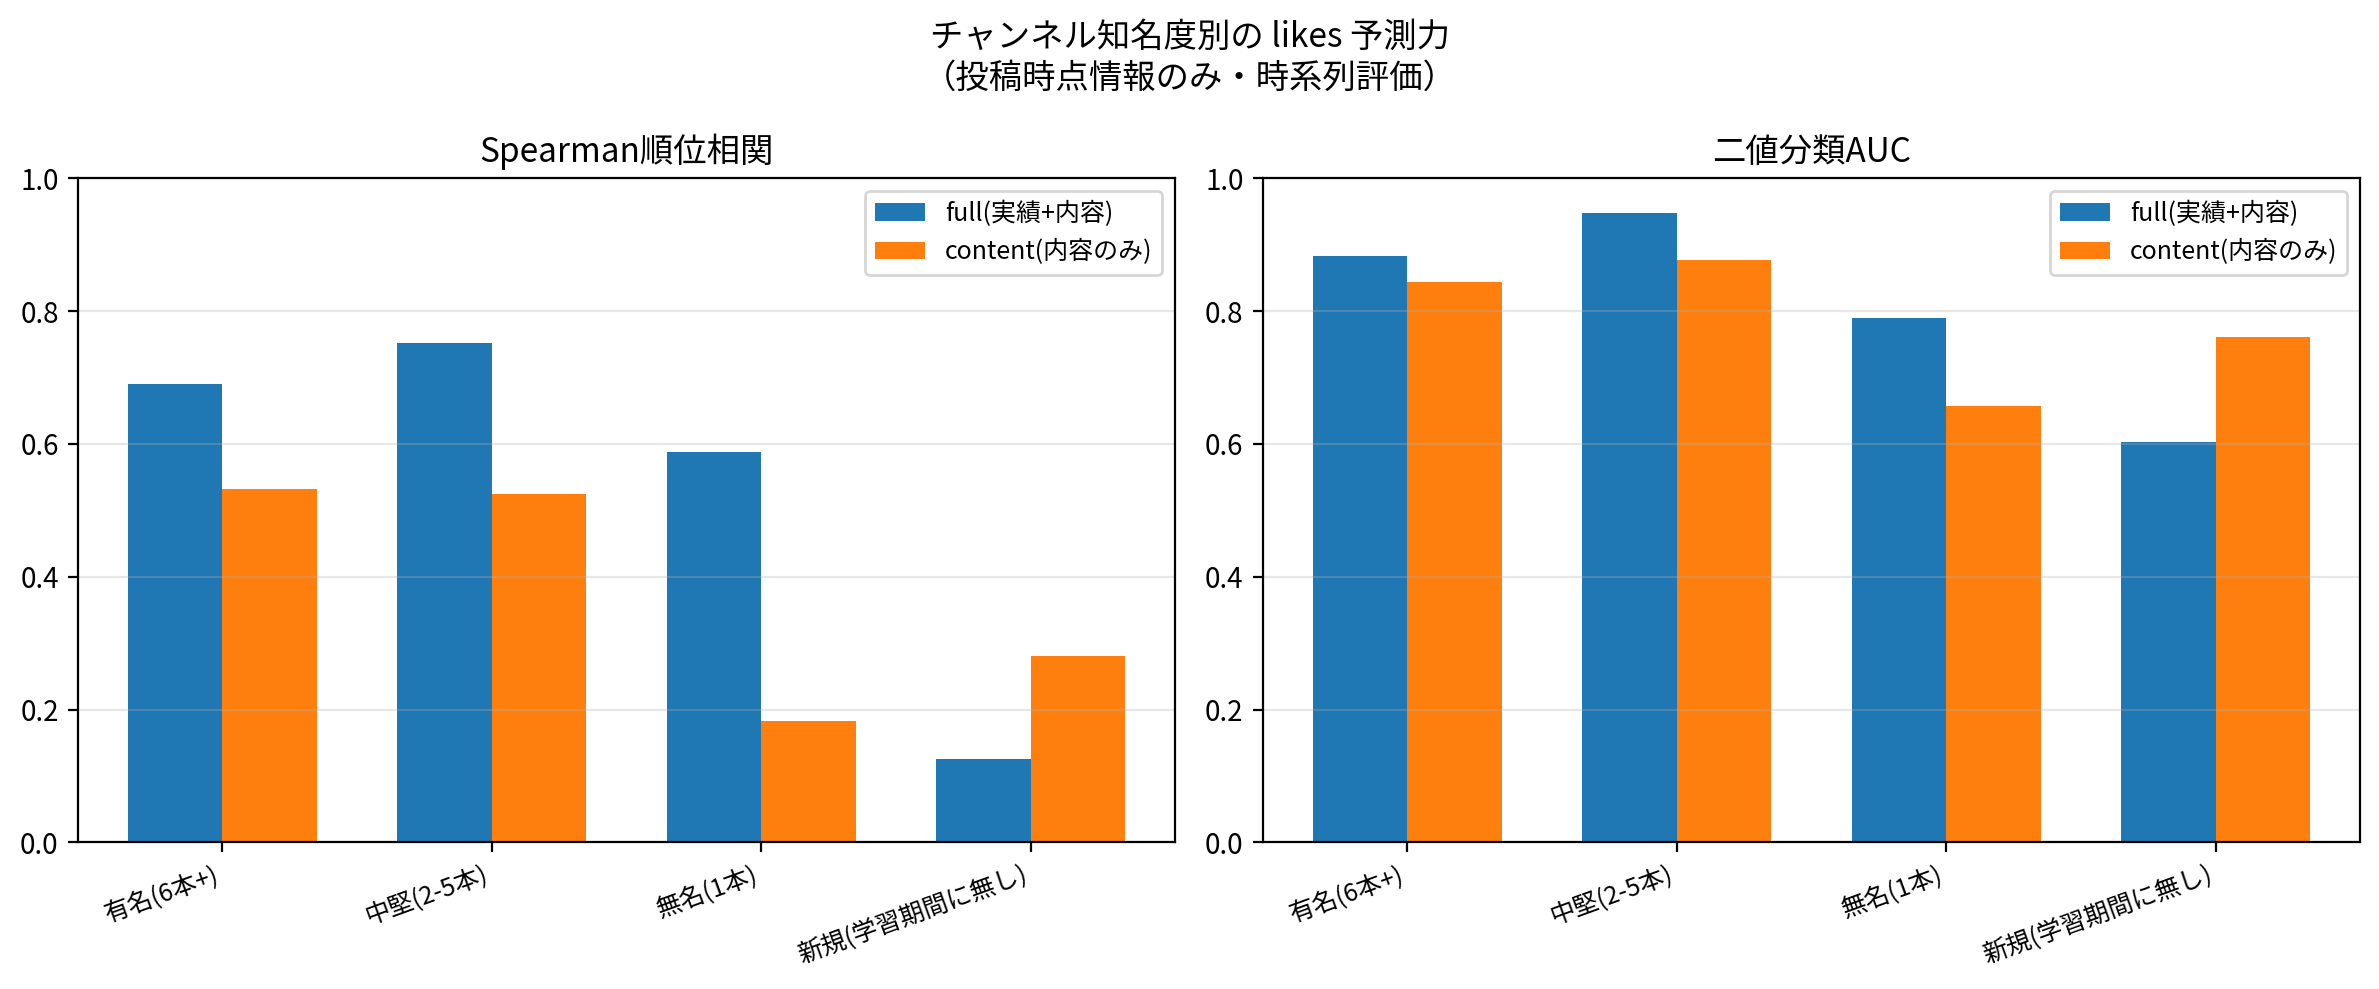 チャンネル知名度別の likes 予測力
（投稿時点情報のみ・時系列評価）
Spearman順位相関
1.0
0.8
0.6
0.4
0.2
0.0
full(実績+内容)
content(内容のみ)
有名(6本+)
中堅(2-5本)
無名(1本)
新規(学習期間に無し)
二値分類AUC
1.0
0.8
0.6
0.4
0.2
0.0
full(実績+内容)
content(内容のみ)
有名(6本+)
中堅(2-5本)
無名(1本)
新規(学習期間に無し)